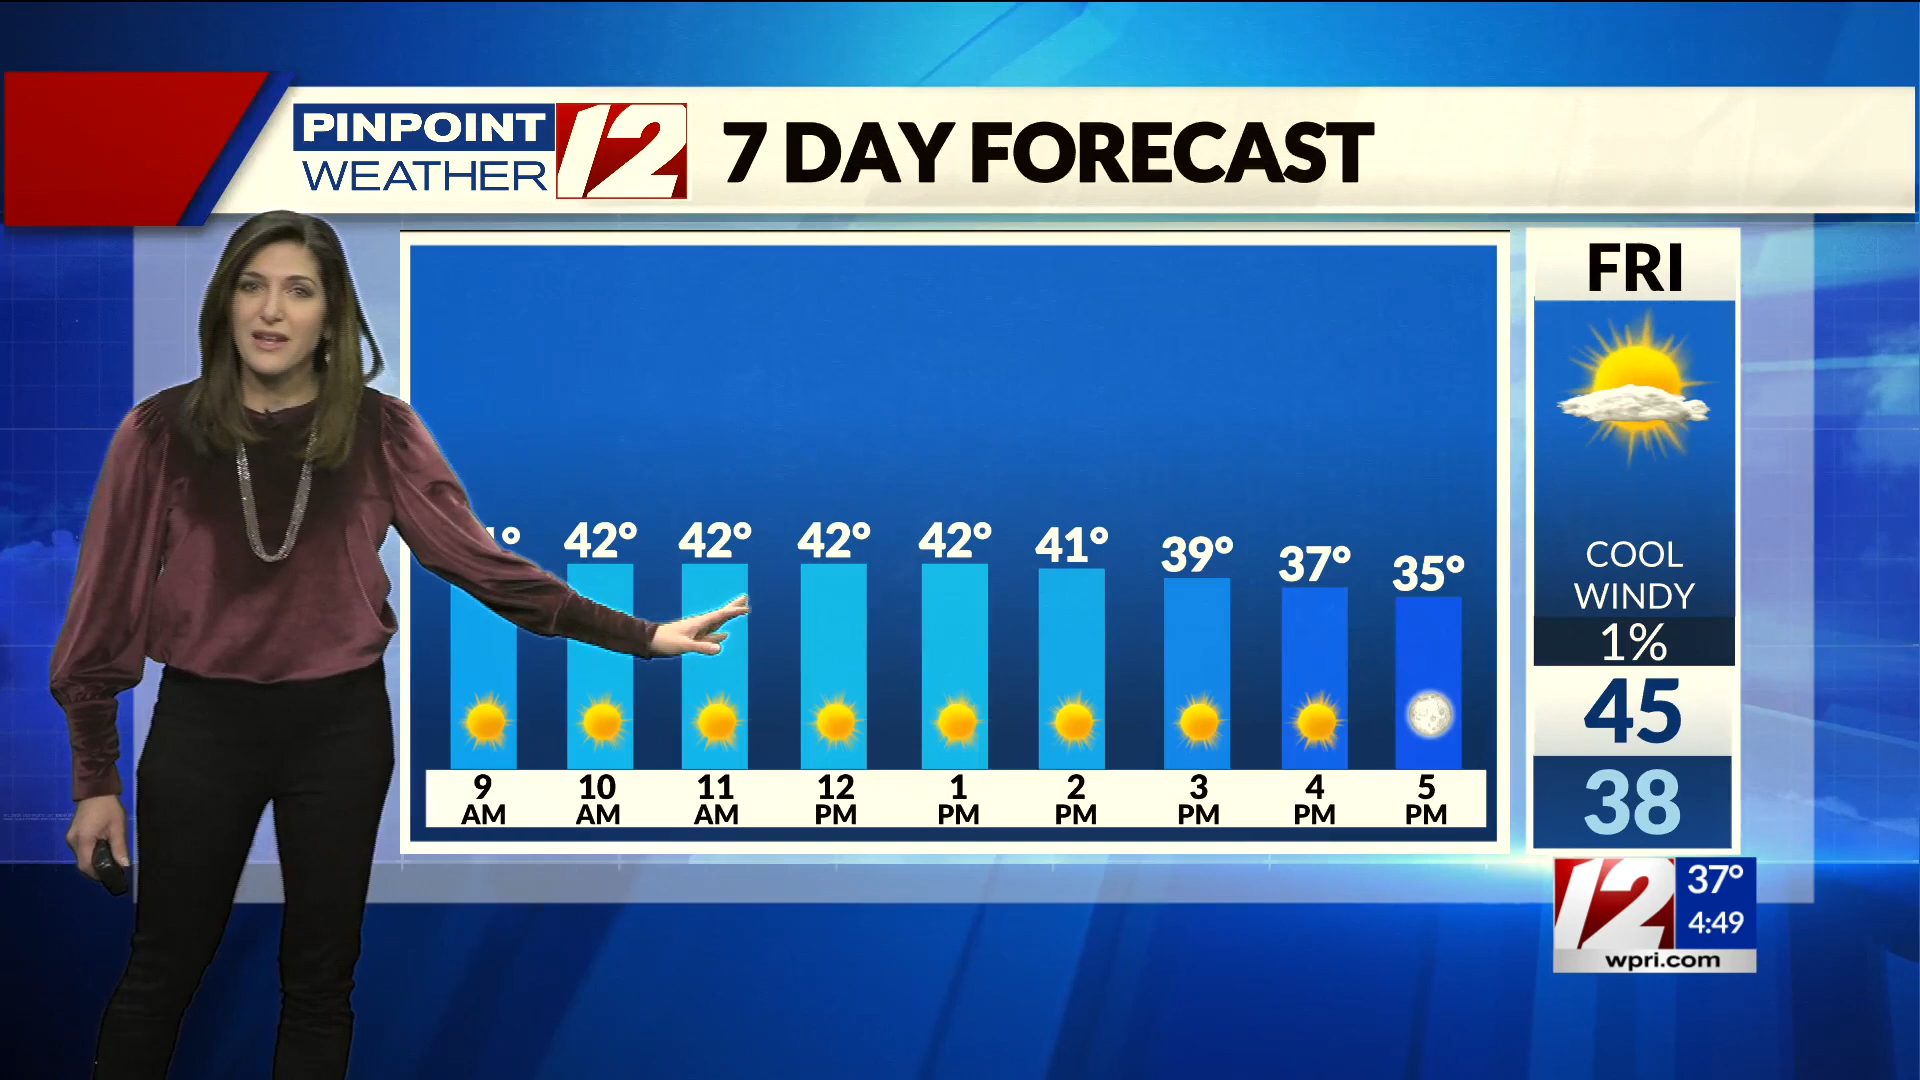 PINPOINT
WEATHER
12
7 DAY FORECAST
FRI
42° 42° 42° 42° 41° 39° 37° 35°
9 10 11 12 1 2 3 4 5
AM AM AM PM PM PM PM PM PM
COOL
WINDY
1%
45
38
12
37°
4:49
wpri.com